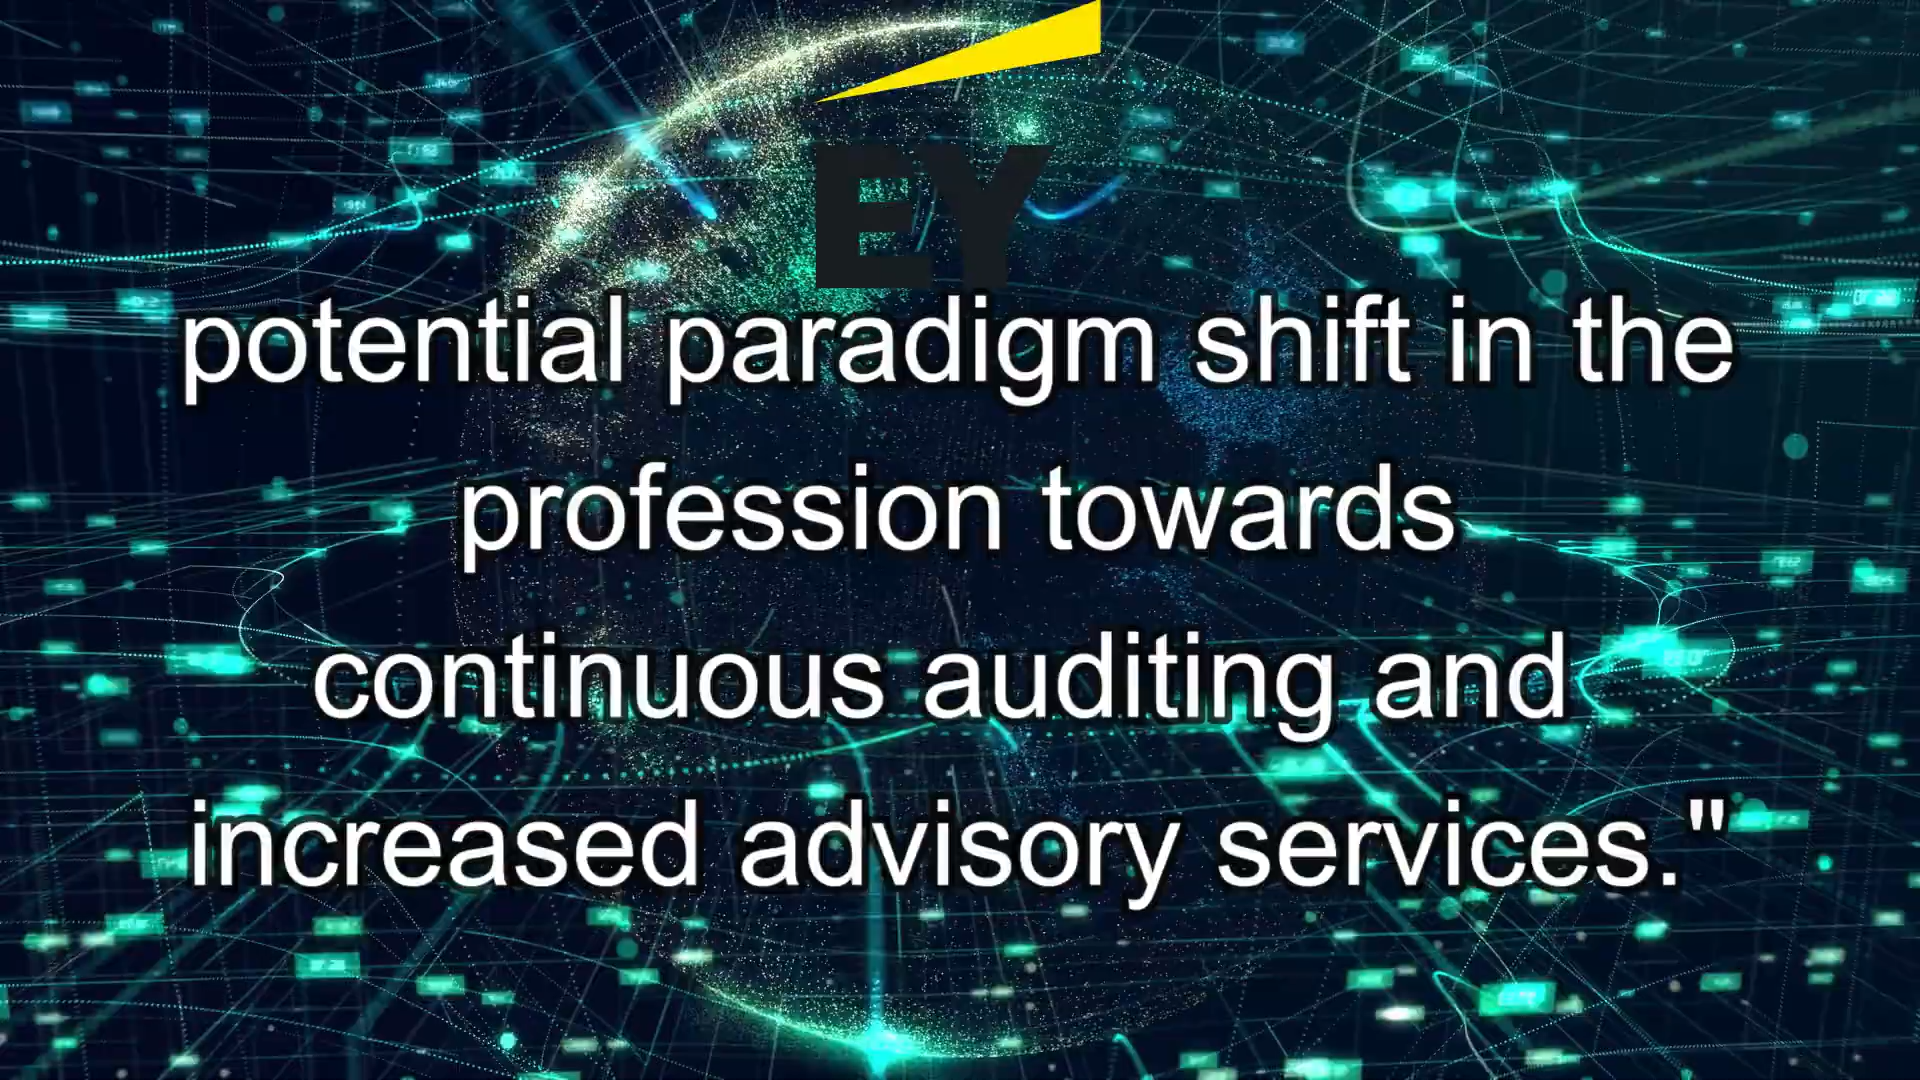 EY
potential paradigm shift in the
profession towards
continuous auditing and
increased advisory services."